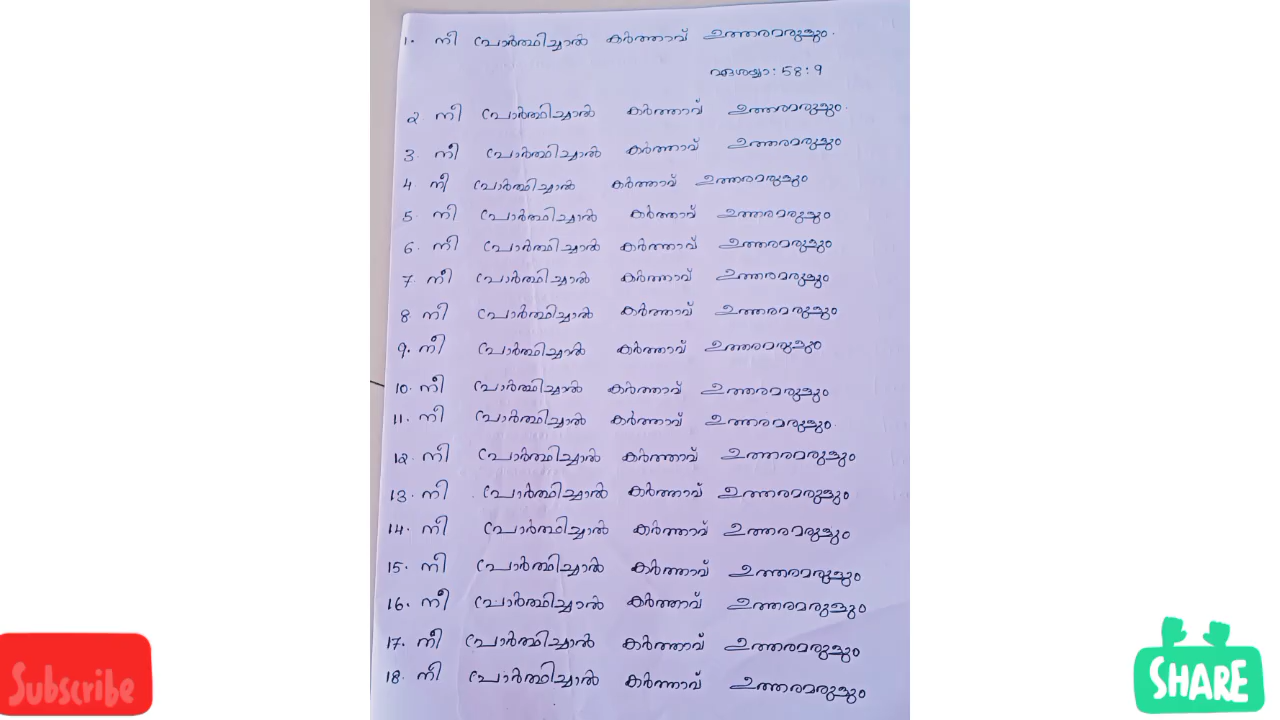 1. നീ പ്രാർത്ഥിച്ചാൽ കർത്താവ് ഉത്തരമരുളും.
ഏശയ്യാ : 58 : 9
2 നീ പ്രാർത്ഥിച്ചാൽ കർത്താവ് ഉത്തരമരുളും.
3. നീ പ്രാർത്ഥിച്ചാൽ കർത്താവ് ഉത്തരമരുളും
4. നീ പ്രാർത്ഥിച്ചാൽ കർത്താവ് ഉത്തരമരുളും
5. നീ പ്രാർത്ഥിച്ചാൽ കർത്താവ് ഉത്തരമരുളും
6. നീ പ്രാർത്ഥിച്ചാൽ കർത്താവ് ഉത്തരമരുളും
7. നീ പ്രാർത്ഥിച്ചാൽ കർത്താവ് ഉത്തരമരുളും
8. നീ പ്രാർത്ഥിച്ചാൽ കർത്താവ് ഉത്തരമരുളും
9. നീ പ്രാർത്ഥിച്ചാൽ കർത്താവ് ഉത്തരമരുളും
10. നീ പ്രാർത്ഥിച്ചാൽ കർത്താവ് ഉത്തരമരുളും
11. നീ പ്രാർത്ഥിച്ചാൽ കർത്താവ് ഉത്തരമരുളും.
12. നീ പ്രാർത്ഥിച്ചാൽ കർത്താവ് ഉത്തരമരുളും
13. നീ പ്രാർത്ഥിച്ചാൽ കർത്താവ് ഉത്തരമരുളും
14. നീ പ്രാർത്ഥിച്ചാൽ കർത്താവ് ഉത്തരമരുളും
15. നീ പ്രാർത്ഥിച്ചാൽ കർത്താവ് ഉത്തരമരുളും
16. നീ പ്രാർത്ഥിച്ചാൽ കർത്താവ് ഉത്തരമരുളും
17. നീ പ്രാർത്ഥിച്ചാൽ കർത്താവ് ഉത്തരമരുളും
18. നീ പ്രാർത്ഥിച്ചാൽ കർത്താവ് ഉത്തരമരുളും
Subscribe
SHARE